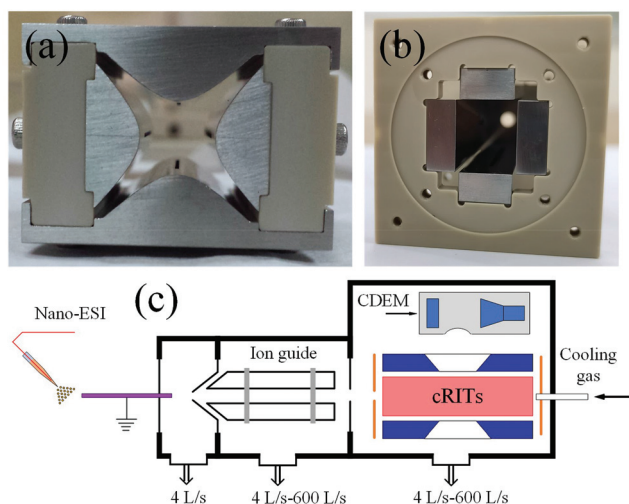 (a)
(b)
(c)
Nano-ESI
Ion guide
CDEM
Cooling
gas
cRITs
4 L/s
4 L/s-600 L/s
4 L/s-600 L/s